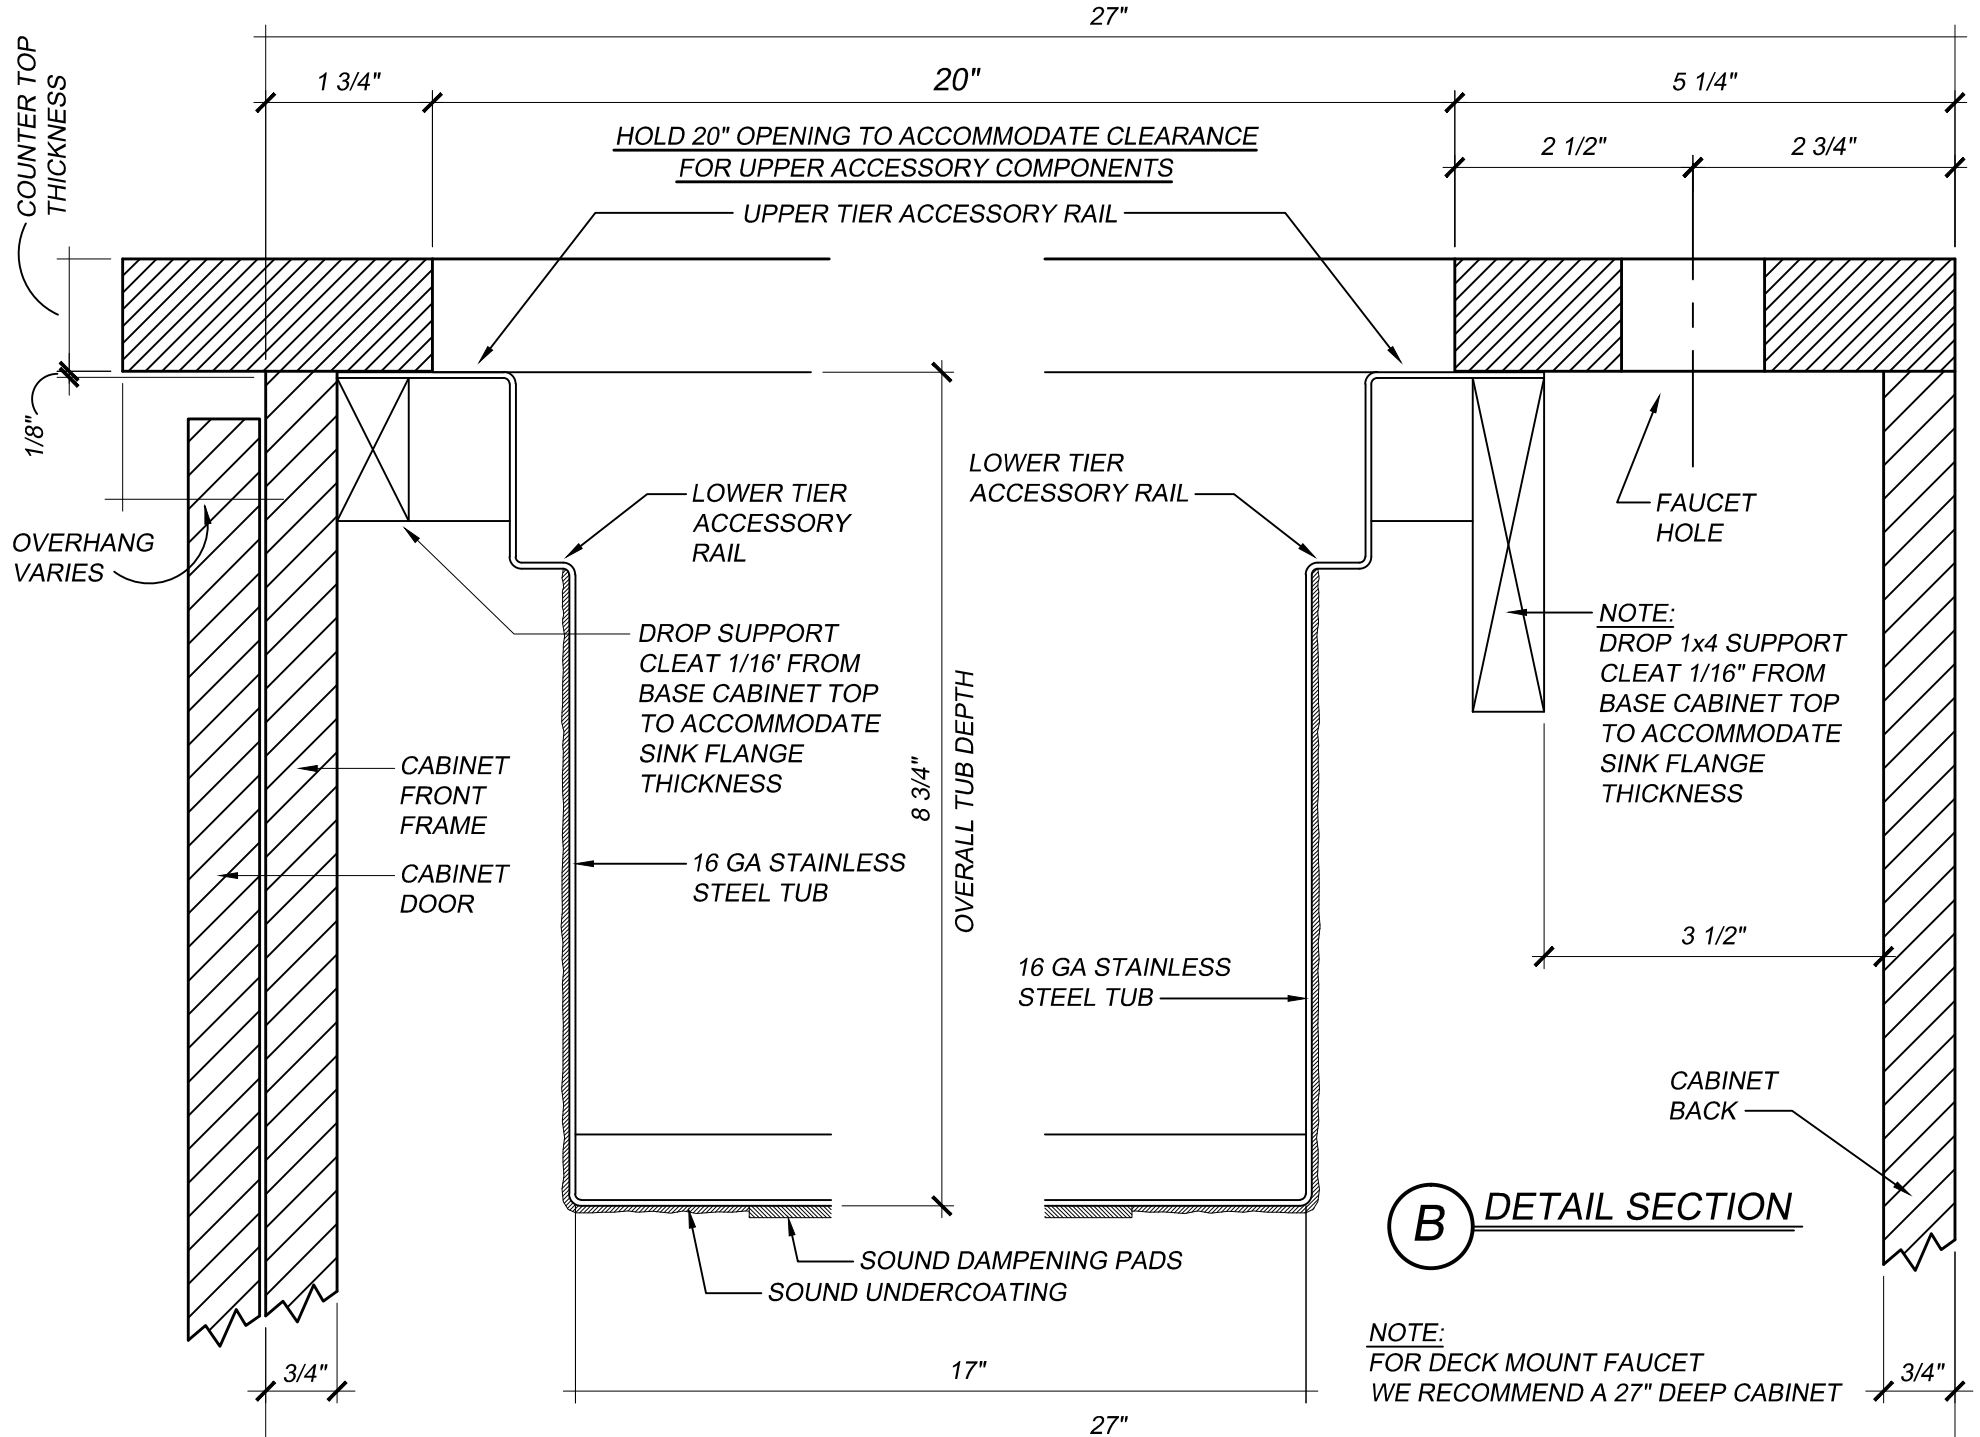 27"
1 3/4"
20"
5 1/4"
2 1/2"
2 3/4"
COUNTER TOP
THICKNESS
HOLD 20" OPENING TO ACCOMMODATE CLEARANCE
FOR UPPER ACCESSORY COMPONENTS
UPPER TIER ACCESSORY RAIL
1/8"
OVERHANG
VARIES
LOWER TIER
ACCESSORY
RAIL
LOWER TIER
ACCESSORY RAIL
FAUCET
HOLE
DROP SUPPORT
CLEAT 1/16' FROM
BASE CABINET TOP
TO ACCOMMODATE
SINK FLANGE
THICKNESS
NOTE:
DROP 1x4 SUPPORT
CLEAT 1/16" FROM
BASE CABINET TOP
TO ACCOMMODATE
SINK FLANGE
THICKNESS
CABINET
FRONT
FRAME
CABINET
DOOR
16 GA STAINLESS
STEEL TUB
8 3/4"
OVERALL TUB DEPTH
16 GA STAINLESS
STEEL TUB
3 1/2"
CABINET
BACK
B DETAIL SECTION
SOUND DAMPENING PADS
SOUND UNDERCOATING
NOTE:
FOR DECK MOUNT FAUCET
WE RECOMMEND A 27" DEEP CABINET
3/4"
17"
3/4"
27"